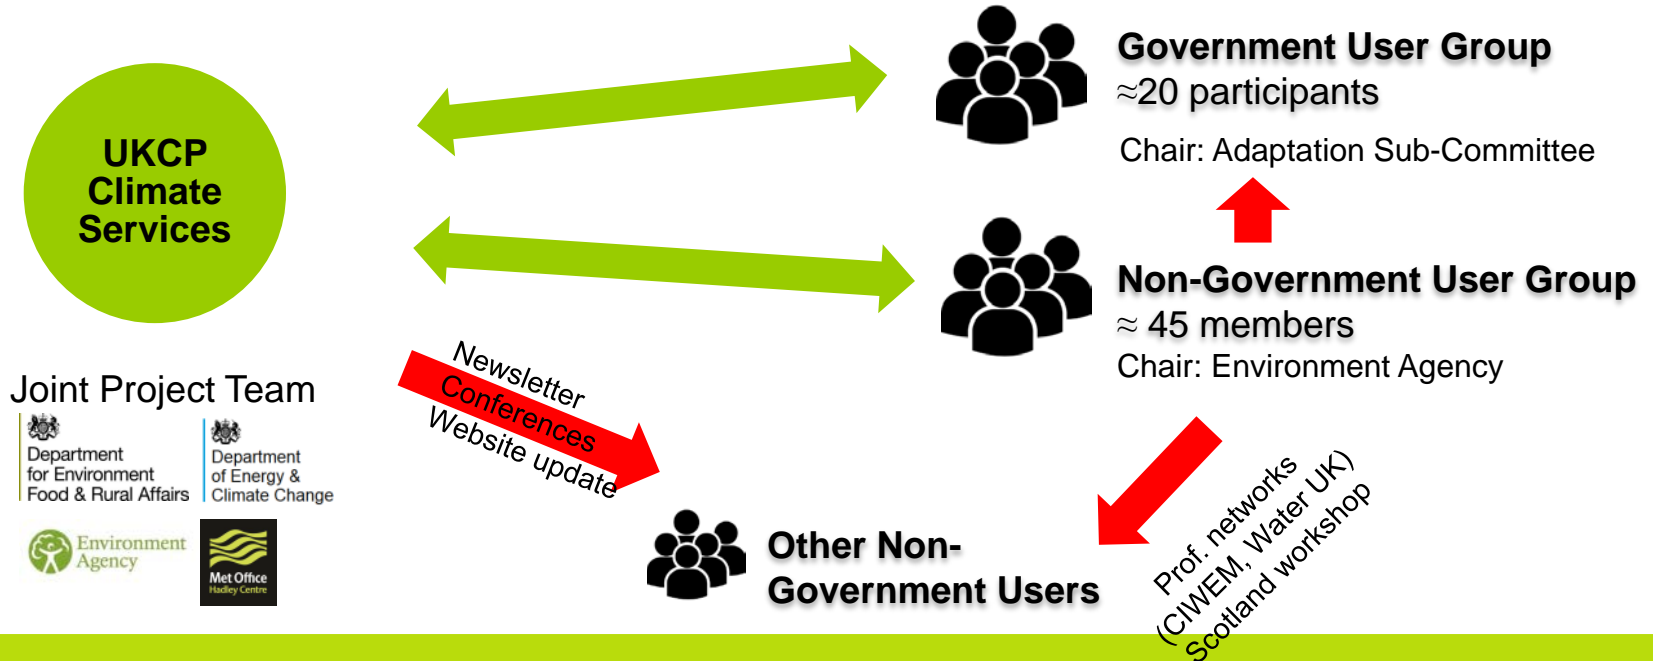 UKCP
Climate
Services
Government User Group
≈20 participants
Chair: Adaptation Sub-Committee
Non-Government User Group
≈ 45 members
Chair: Environment Agency
Joint Project Team
Department
for Environment
Food & Rural Affairs
Department
of Energy &
Climate Change
Environment
Agency
Met Office
Hadley Centre
Newsletter
Conferences
Website update
Other Non-
Government Users
Prof. networks
(CIWEM, Water UK)
Scotland workshop